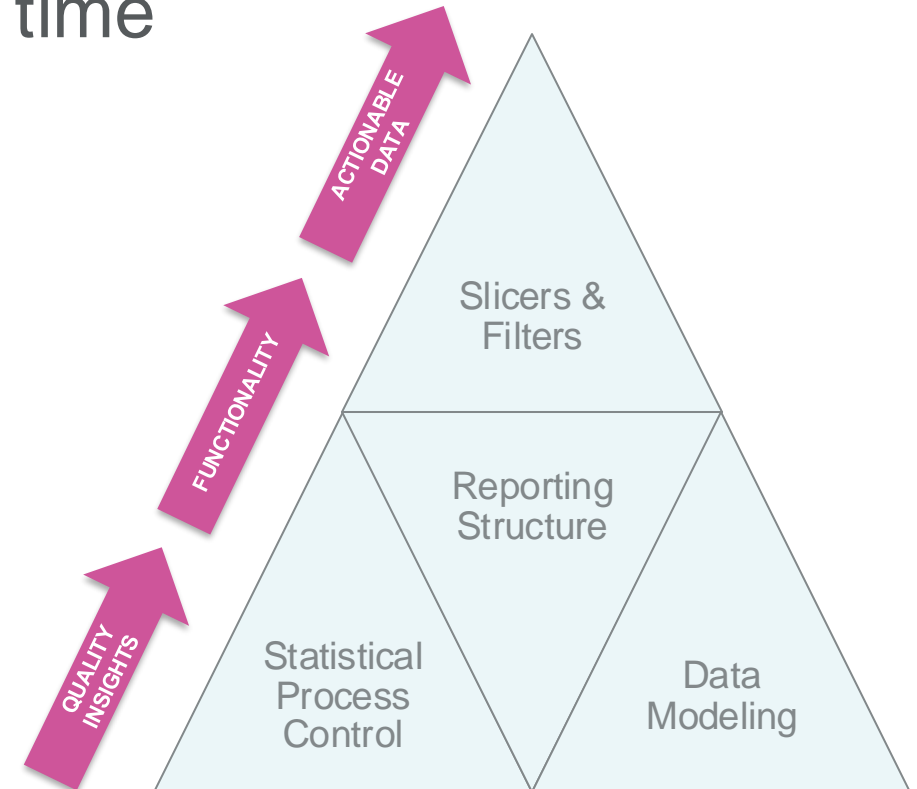 time
ACTIONABLE
DATA
Slicers &
Filters
FUNCTIONALITY
Reporting
Structure
QUALITY
INSIGHTS
Statistical
Process
Control
Data
Modeling